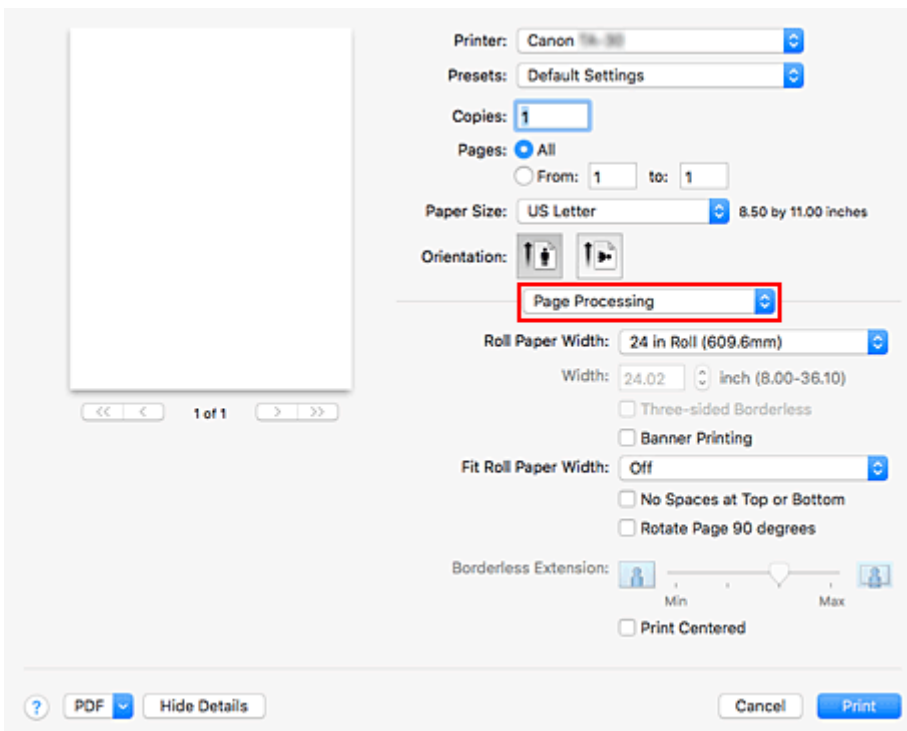 Printer: Canon
Presets: Default Settings
Copies: 1
Pages: All
From: 1 to: 1
Paper Size: US Letter 8.50 by 11.00 inches
Orientation:
Page Processing
Roll Paper Width: 24 in Roll (609.6mm)
Width: 24.02 inch (8.00-36.10)
Three-sided Borderless
<< < 1 of 1 > >>
Banner Printing
Fit Roll Paper Width: Off
No Spaces at Top or Bottom
Rotate Page 90 degrees
Borderless Extension:
Min Max
Print Centered
? PDF Hide Details Cancel Print